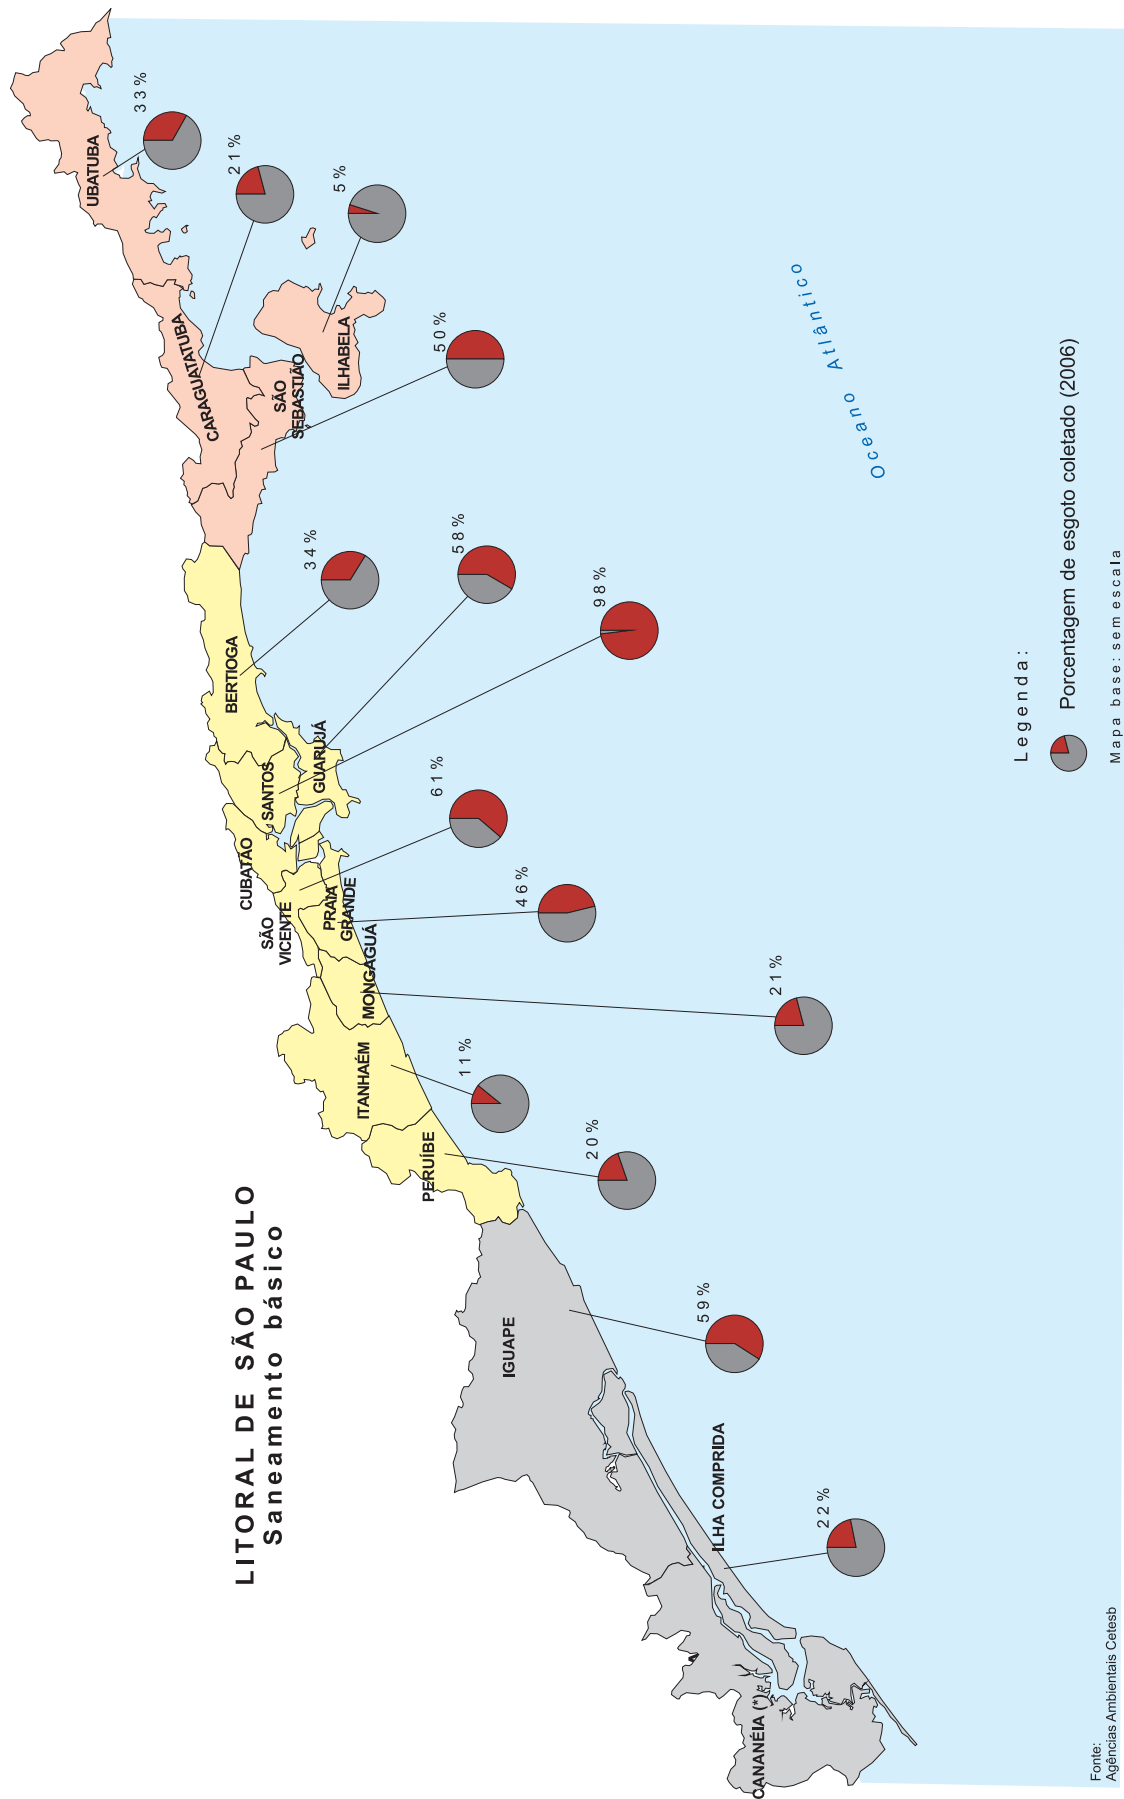 LITORAL DE SÃO PAULO
Saneamento básico
UBATUBA
33%
CARAGUATATUBA
21%
ILHABELA
5%
SÃO
SEBASTIÃO
50%
BERTIOGA
34%
GUARUJÁ
58%
SANTOS
98%
CUBATÃO
SÃO
VICENTE
61%
PRAIA
GRANDE
46%
MONGAGUÁ
21%
ITANHAÉM
11%
PERUÍBE
20%
IGUAPE
59%
ILHA COMPRIDA
22%
CANANÉIA (*)
Oceano Atlântico
Legenda:
Porcentagem de esgoto coletado (2006)
Mapa base: sem escala
Fonte:
Agências Ambientais Cetesb